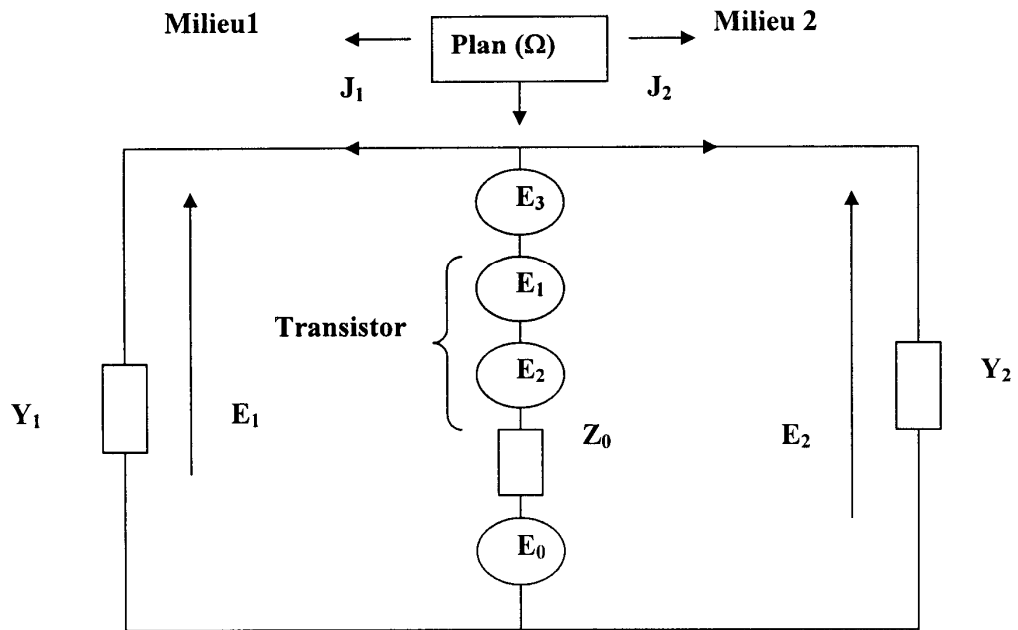 Milieu1
Plan (Ω)
Milieu 2
J₁
J₂
E₃
E₁
Transistor
E₂
Y₁
E₁
Z₀
E₂
Y₂
E₀